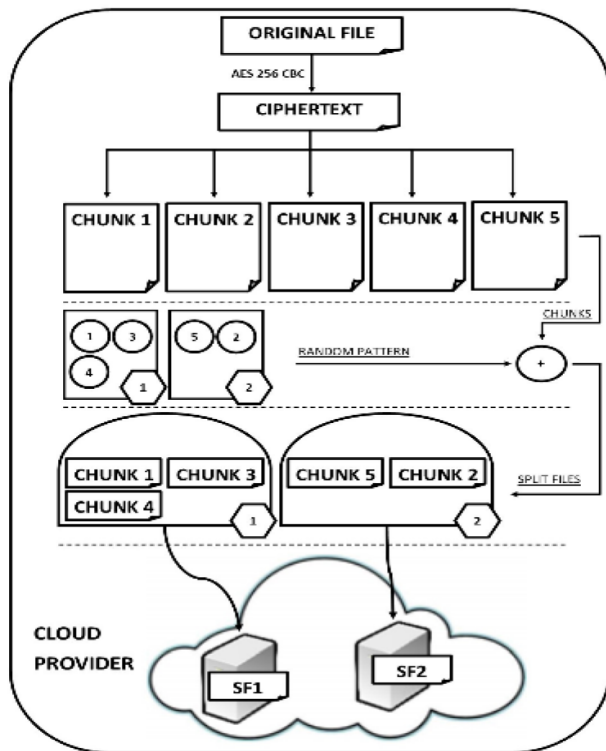 ORIGINAL FILE
AES 256 CBC
CIPHERTEXT
CHUNK 1 CHUNK 2 CHUNK 3 CHUNK 4 CHUNK 5
CHUNKS
1 3 5 2
RANDOM PATTERN
+
4
1 2
CHUNK 1 CHUNK 3 CHUNK 5 CHUNK 2
SPLIT FILES
CHUNK 4
1 2
CLOUD
PROVIDER
SF1 SF2